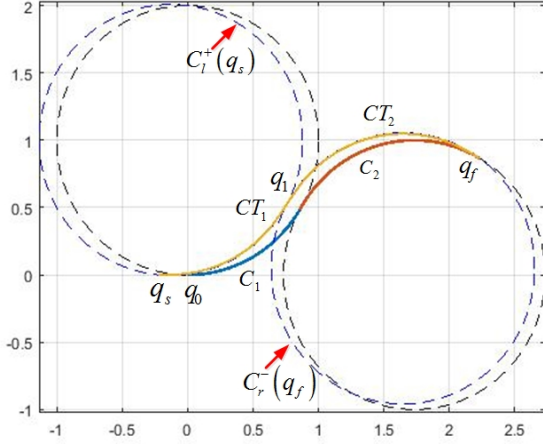 2
1.5
1
0.5
0
-0.5
-1
-1 -0.5 0 0.5 1 1.5 2 2.5
C_l^+(q_s)
CT_2
C_2
q_f
q_1
CT_1
q_s q_0 C_1
C_r^-(q_f)